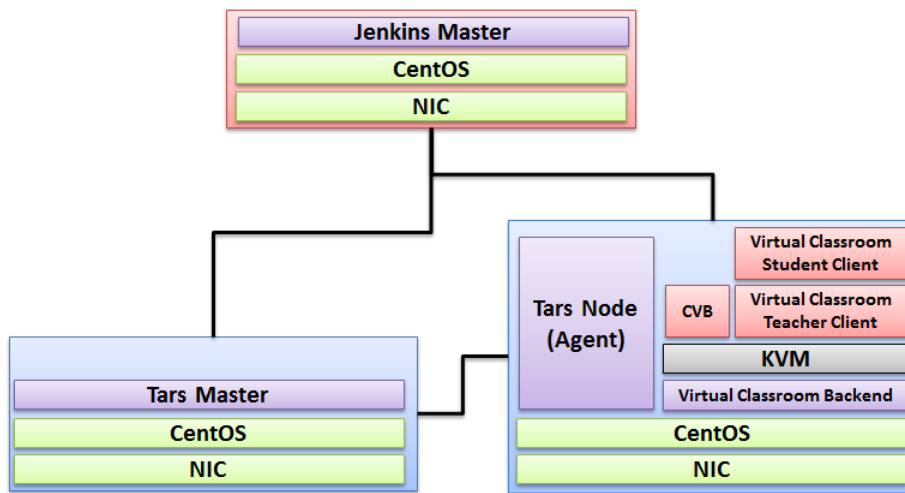 Jenkins Master
CentOS
NIC
Tars Master
CentOS
NIC
Tars Node
(Agent)
Virtual Classroom
Student Client
CVB
Virtual Classroom
Teacher Client
KVM
Virtual Classroom Backend
CentOS
NIC